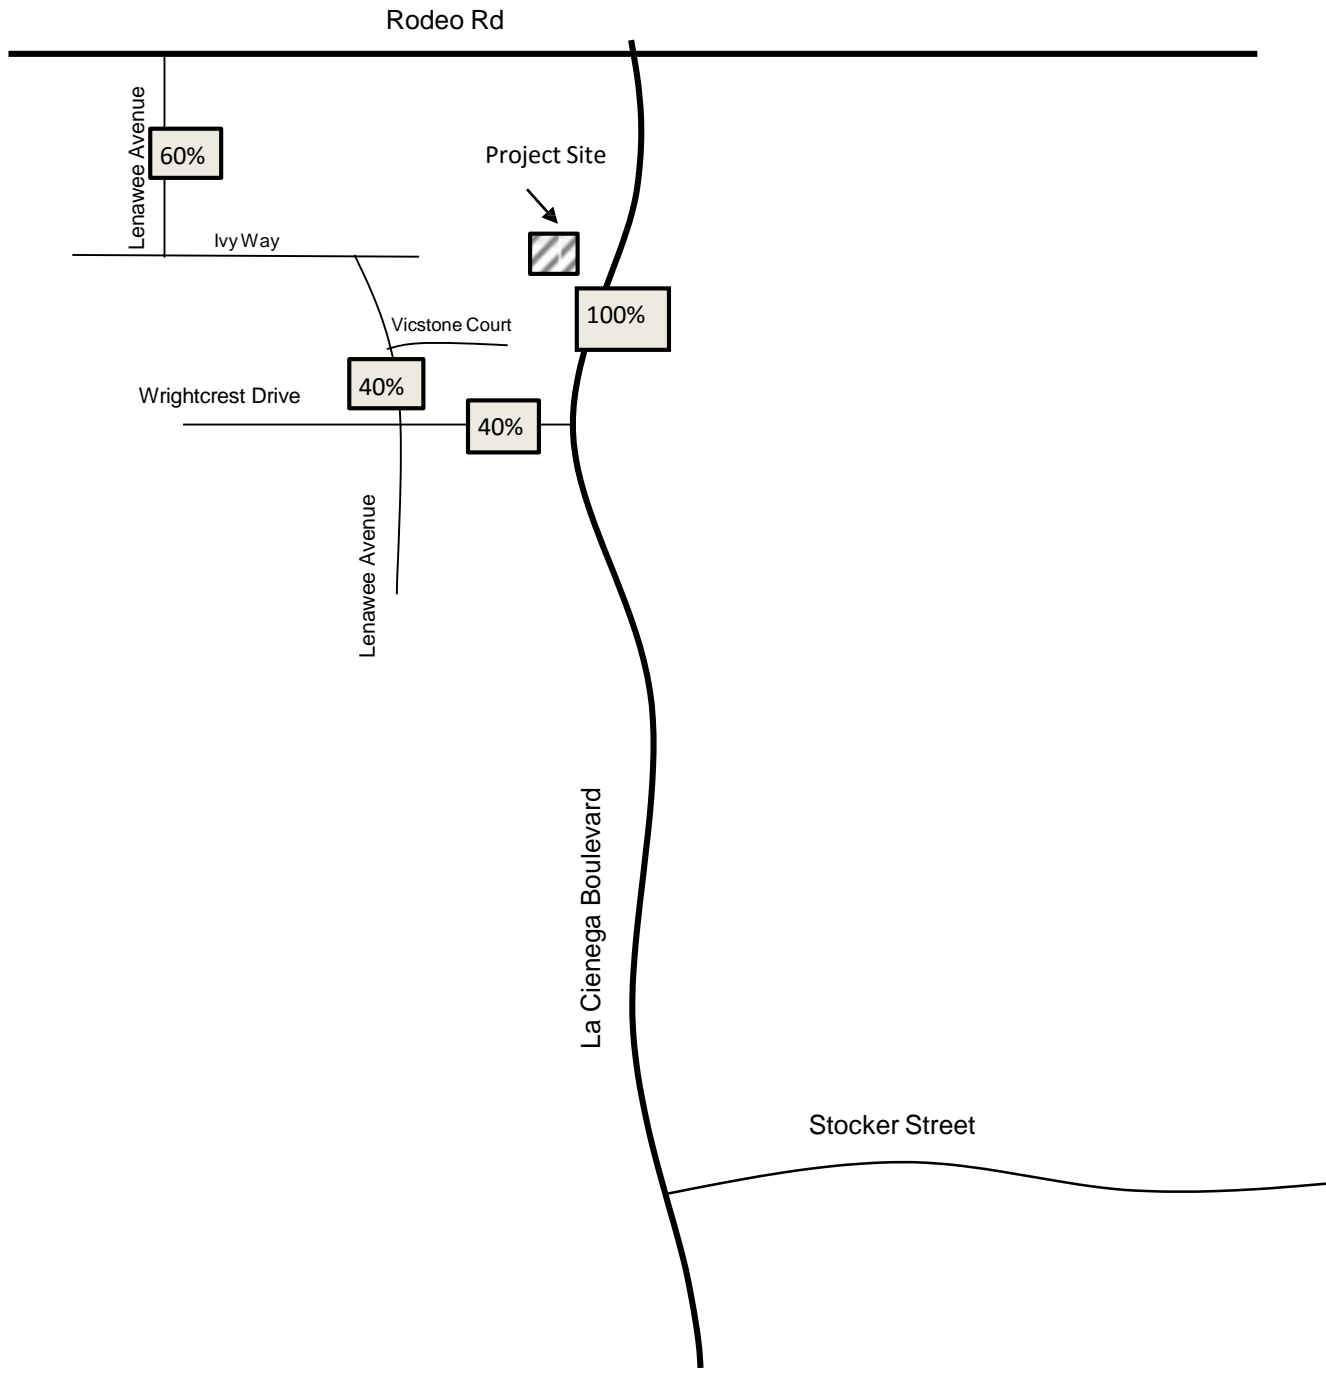 Rodeo Rd
Lenawee Avenue
60%
Project Site
Ivy Way
100%
Vicstone Court
40%
Wrightcrest Drive
40%
Lenawee Avenue
La Cienega Boulevard
Stocker Street